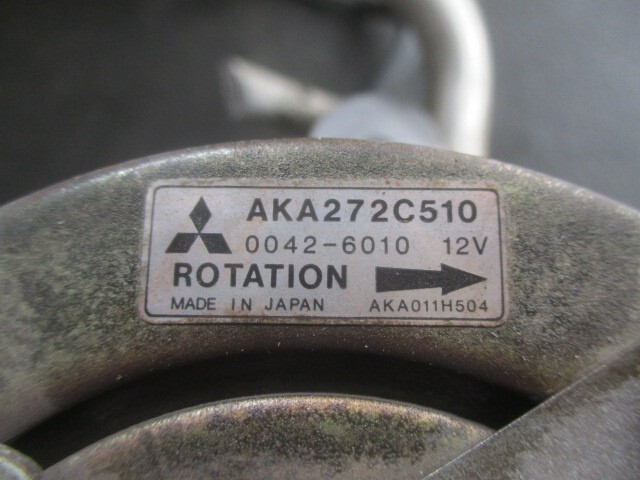 AKA272C510
0042-6010 12V
ROTATION
MADE IN JAPAN AKA011H504